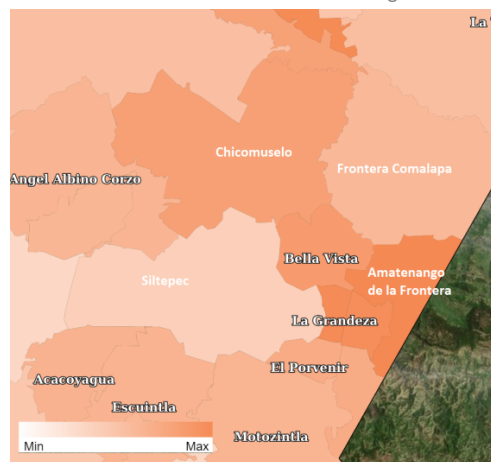 La
Chicomuselo
Frontera Comalapa
Angel Albino Corzo
Bella Vista
Siltepec
Amatenango
de la Frontera
La Grandeza
El Porvenir
Acacoyagua
Escuintla
Motozintla
Min
Max